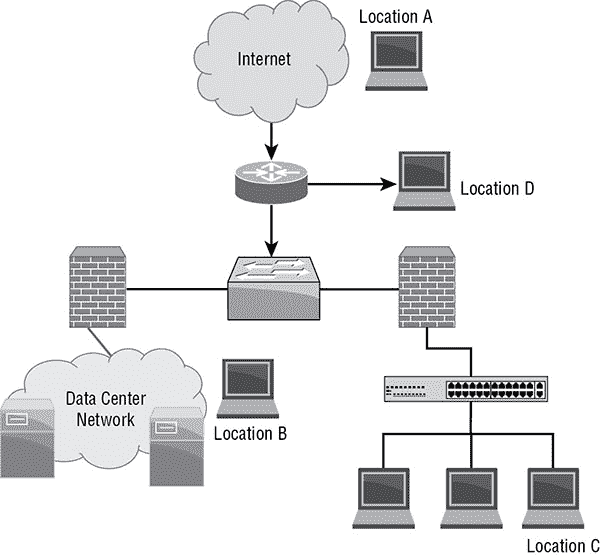 Location A
Internet
Location D
Data Center
Network
Location B
Location C